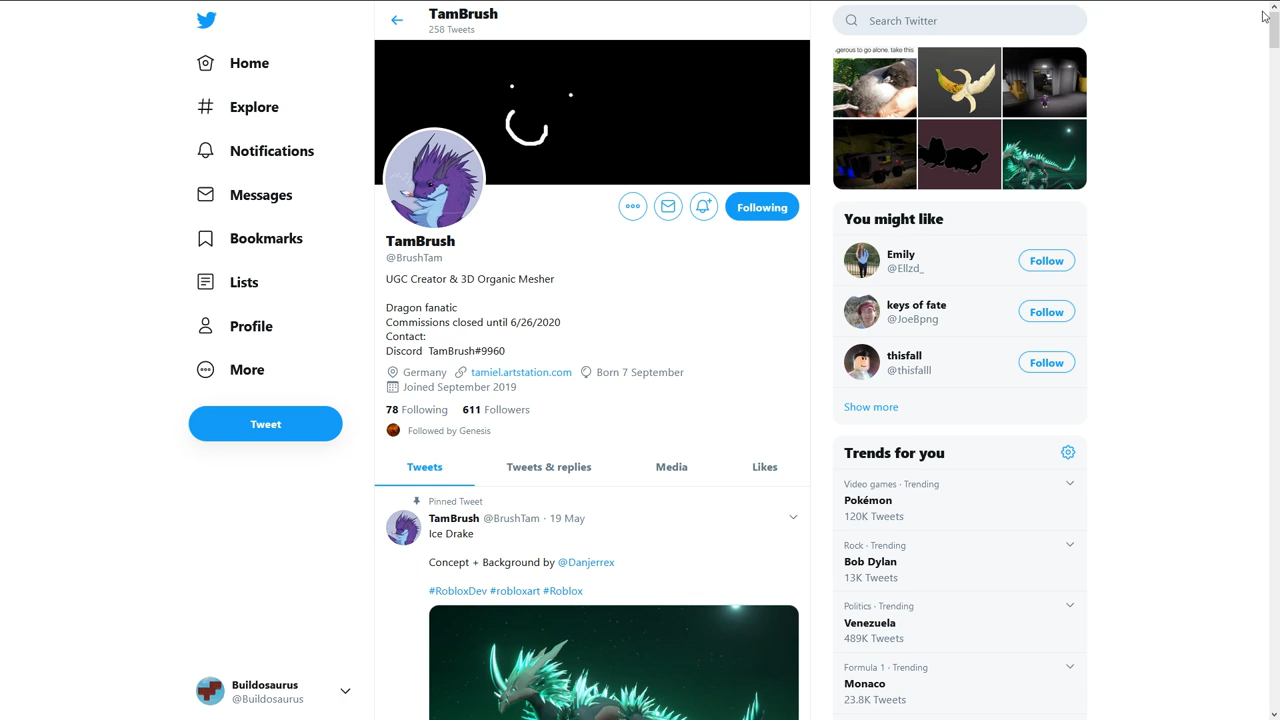 TamBrush
258 Tweets
Search Twitter
gerous to go alone. take this
Home
Explore
Notifications
Messages
Bookmarks
Lists
Profile
More
Tweet
Buildosaurus
@Buildosaurus
Following
TamBrush
@BrushTam
UGC Creator & 3D Organic Mesher
Dragon fanatic
Commissions closed until 6/26/2020
Contact:
Discord TamBrush#9960
Germany tamiel.artstation.com Born 7 September
Joined September 2019
78 Following 611 Followers
Followed by Genesis
Tweets Tweets & replies Media Likes
Pinned Tweet
TamBrush @BrushTam · 19 May
Ice Drake
Concept + Background by @Danjerrex
#RobloxDev #robloxart #Roblox
You might like
Emily
@Ellzd_
Follow
keys of fate
@JoeBpng
Follow
thisfall
@thisfalll
Follow
Show more
Trends for you
Video games · Trending
Pokémon
120K Tweets
Rock · Trending
Bob Dylan
13K Tweets
Politics · Trending
Venezuela
489K Tweets
Formula 1 · Trending
Monaco
23.8K Tweets